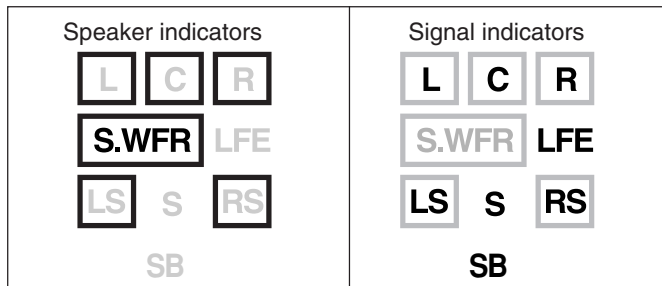 Speaker indicators
L C R
S.WFR LFE
LS S RS
SB
Signal indicators
L C R
S.WFR LFE
LS S RS
SB